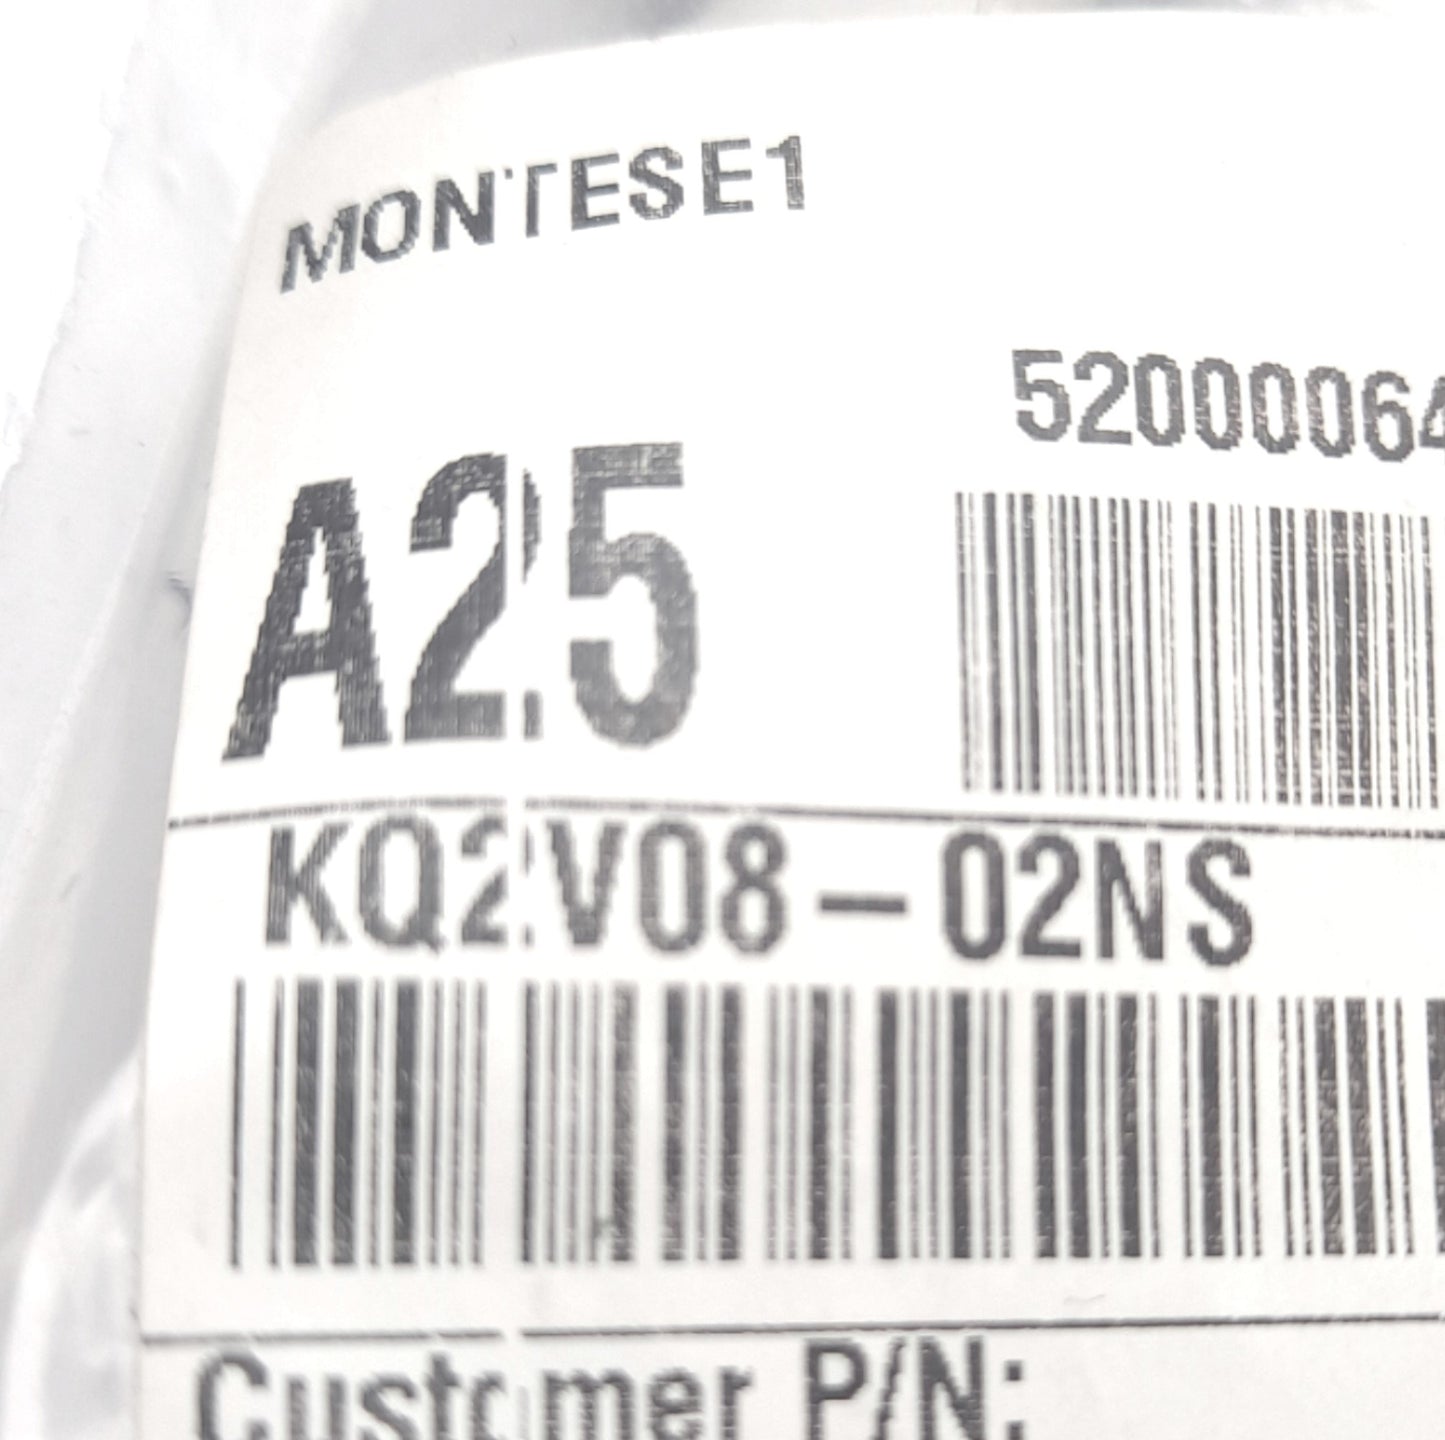 MONTESE1
52000064
A25
KQ2V08-02NS
Customer P/N: